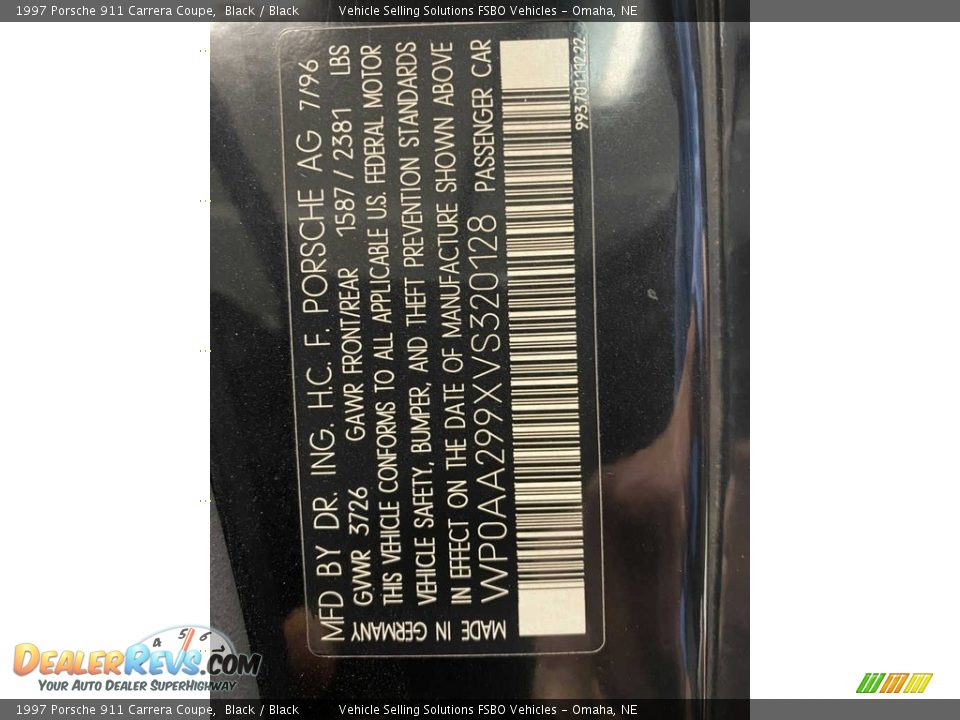 1997 Porsche 911 Carrera Coupe, Black / Black Vehicle Selling Solutions FSBO Vehicles - Omaha, NE
MFD BY DR. ING. H.C. F. PORSCHE AG 7/96
GVWR 3726 GAWR FRONT/REAR 1587 / 2381 LBS
THIS VEHICLE CONFORMS TO ALL APPLICABLE U.S. FEDERAL MOTOR
VEHICLE SAFETY, BUMPER, AND THEFT PREVENTION STANDARDS
IN EFFECT ON THE DATE OF MANUFACTURE SHOWN ABOVE
WP0AA299XVS320128 PASSENGER CAR
99370111222
MADE IN GERMANY
4 5 6
DEALERREVS.COM
YOUR AUTO DEALER SUPERHIGHWAY
1997 Porsche 911 Carrera Coupe, Black / Black Vehicle Selling Solutions FSBO Vehicles - Omaha, NE